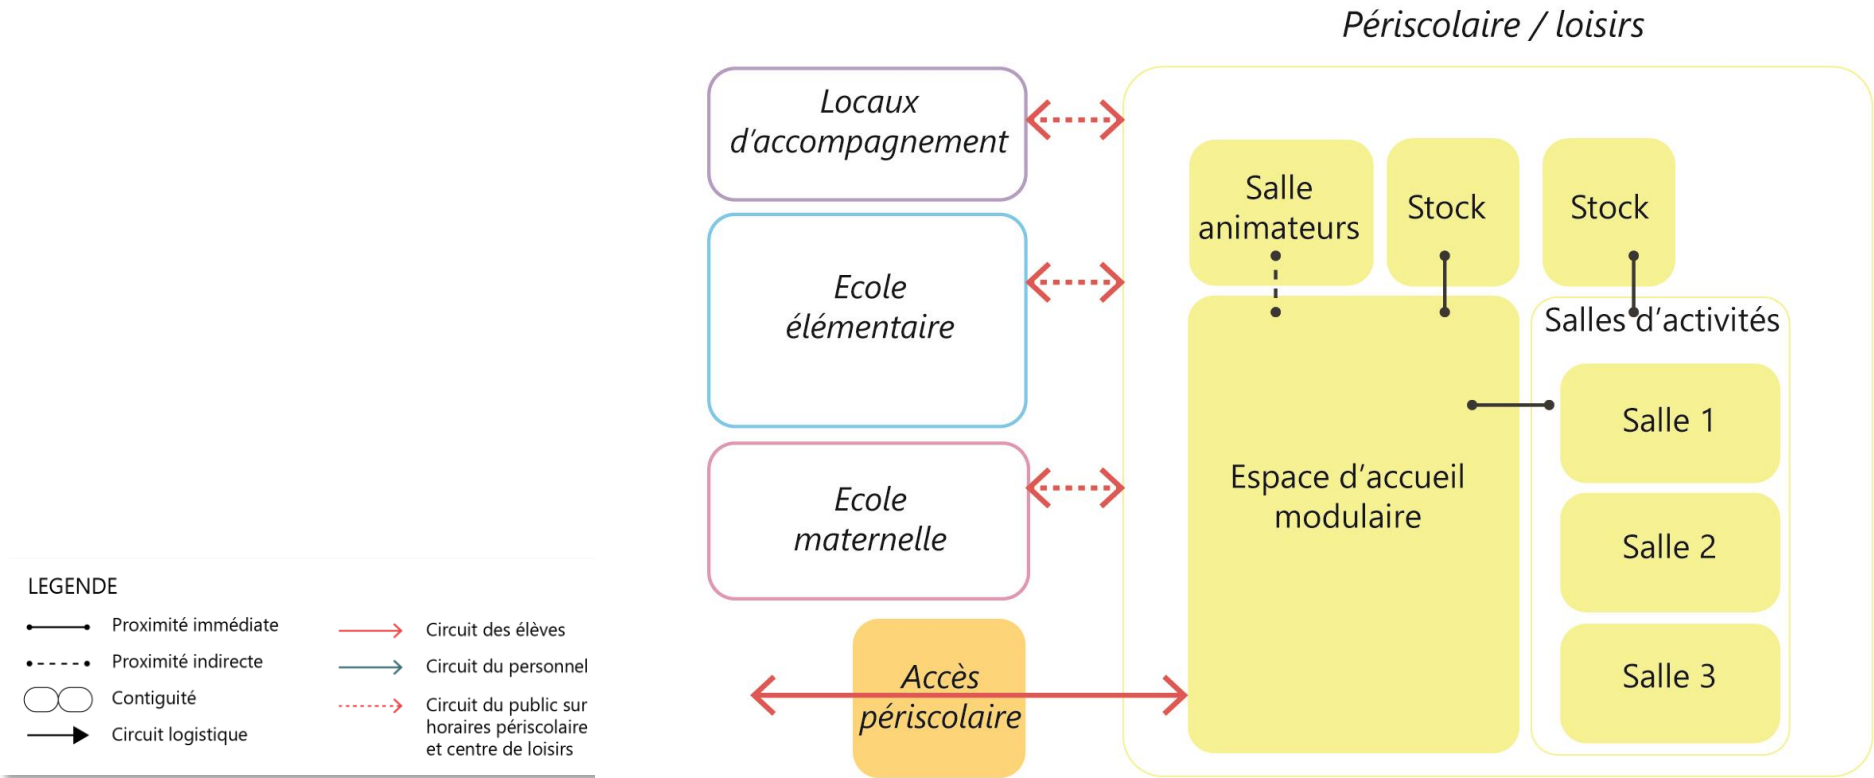 Périscolaire / loisirs
Locaux
d'accompagnement
Ecole
élémentaire
Ecole
maternelle
Accès
périscolaire
Salle
animateurs
Stock
Stock
Salles d'activités
Espace d'accueil
modulaire
Salle 1
Salle 2
Salle 3
LEGENDE
Proximité immédiate
Proximité indirecte
Contiguité
Circuit logistique
Circuit des élèves
Circuit du personnel
Circuit du public sur
horaires périscolaire
et centre de loisirs